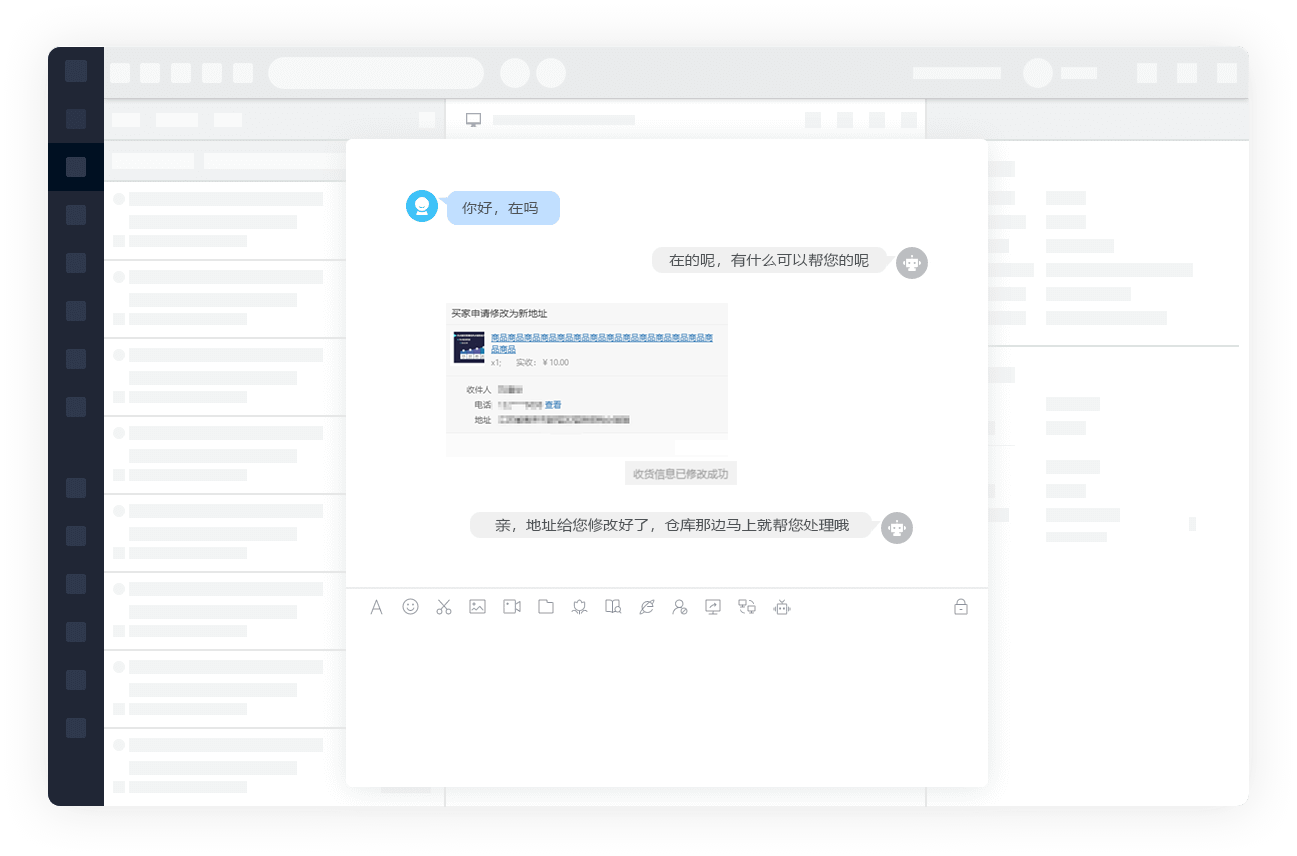 你好，在吗
在的呢，有什么可以帮您的呢
买家申请修改为新地址
商品商品商品商品商品商品商品商品商品商品商品商品商品商
品商品
x1; 实收：￥10.00
收件人
电话 查看
地址
收货信息已修改成功
亲，地址给您修改好了，仓库那边马上就帮您处理哦